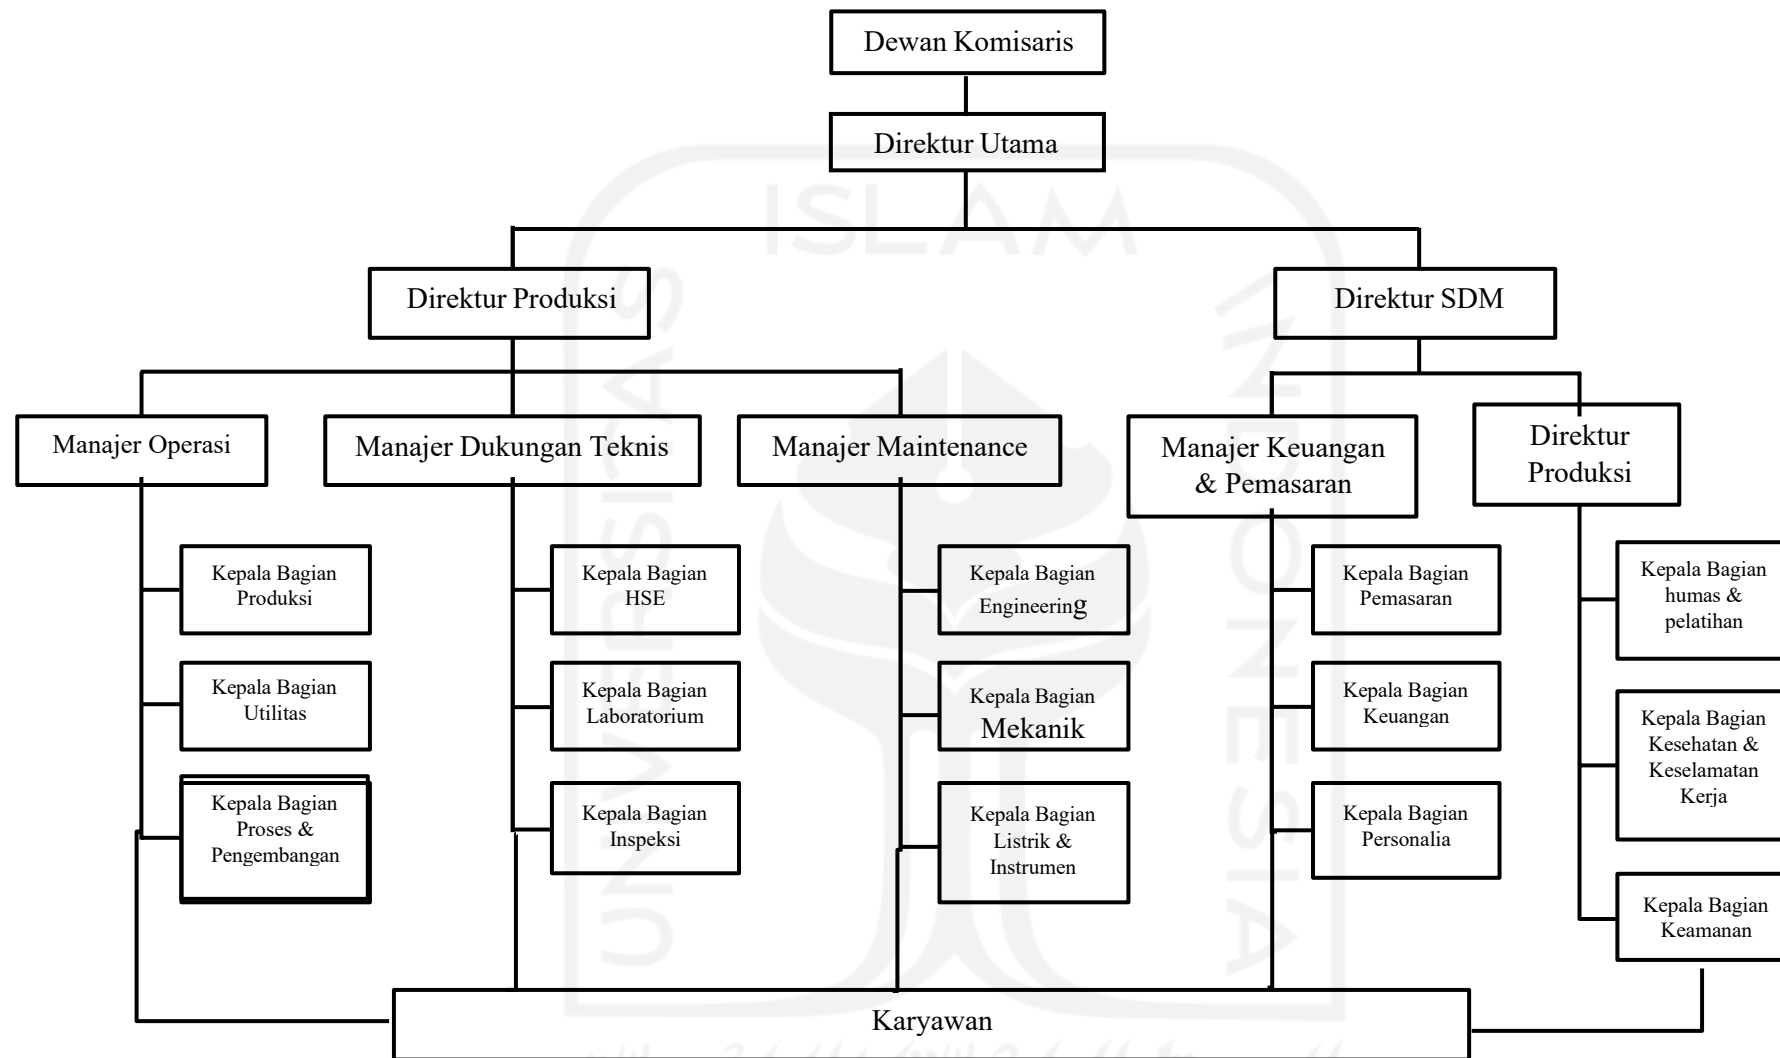 Dewan Komisaris
Direktur Utama
ISLAM
UNIVERSITAS
INDONESIA
Direktur Produksi
Direktur SDM
Manajer Operasi
Manajer Dukungan Teknis
Manajer Maintenance
Manajer Keuangan
& Pemasaran
Direktur
Produksi
Kepala Bagian
Produksi
Kepala Bagian
Utilitas
Kepala Bagian
Proses &
Pengembangan
Kepala Bagian
HSE
Kepala Bagian
Laboratorium
Kepala Bagian
Inspeksi
Kepala Bagian
Engineering
Kepala Bagian
Mekanik
Kepala Bagian
Listrik &
Instrumen
Kepala Bagian
Pemasaran
Kepala Bagian
Keuangan
Kepala Bagian
Personalia
Kepala Bagian
humas &
pelatihan
Kepala Bagian
Kesehatan &
Keselamatan
Kerja
Kepala Bagian
Keamanan
Karyawan